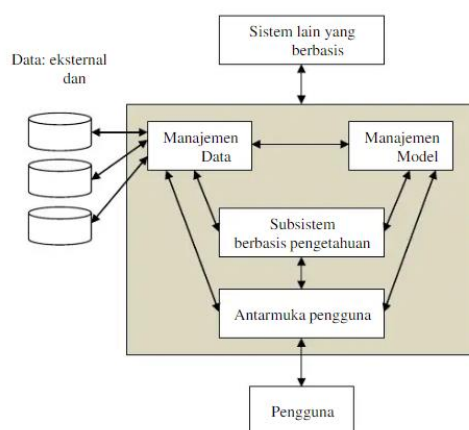 Sistem lain yang
berbasis
Data: eksternal
dan
Manajemen
Data
Manajemen
Model
Subsistem
berbasis pengetahuan
Antarmuka pengguna
Pengguna